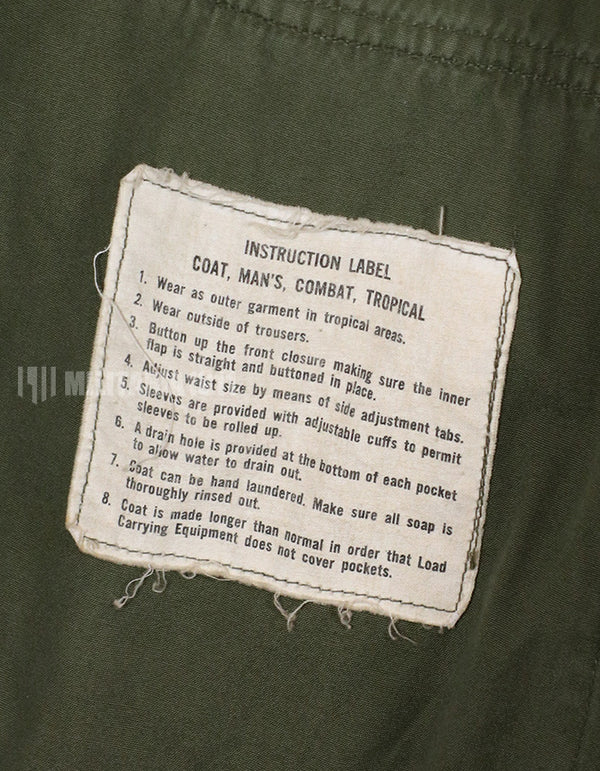 INSTRUCTION LABEL
COAT, MAN'S, COMBAT, TROPICAL
1. Wear as outer garment in tropical areas.
2. Wear outside of trousers.
3. Button up the front closure making sure the inner
flap is straight and buttoned in place.
4. Adjust waist size by means of side adjustment tabs.
5. Sleeves are provided with adjustable cuffs to permit
sleeves to be rolled up.
6. A drain hole is provided at the bottom of each pocket
to allow water to drain out.
7. Coat can be hand laundered. Make sure all soap is
thoroughly rinsed out.
8. Coat is made longer than normal in order that Load
Carrying Equipment does not cover pockets.